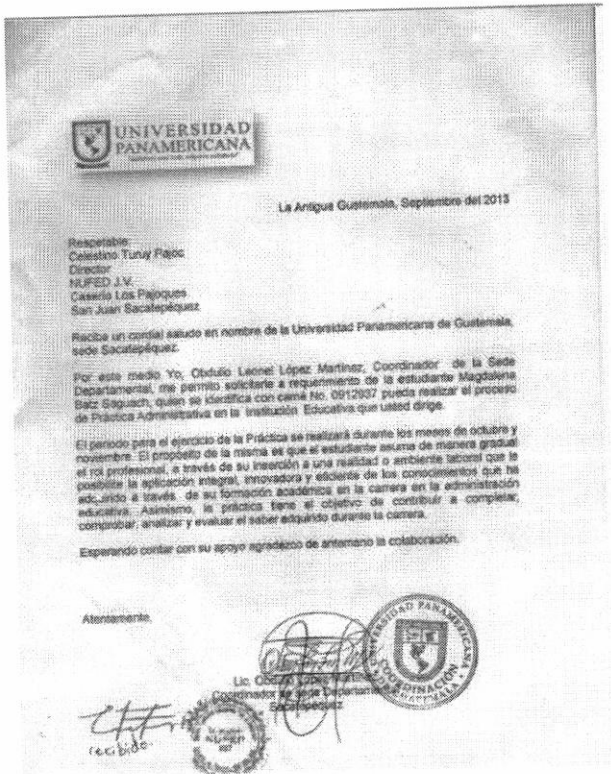 UNIVERSIDAD
PANAMERICANA
La Antigua Guatemala, Septiembre del 2013
Respetable:
Celestino Turuy Pajoc
Director
NUFED J.V.
Caserío Los Pajoques
San Juan Sacatepéquez
Reciba un cordial saludo en nombre de la Universidad Panamericana de Guatemala,
sede Sacatepéquez.
Por este medio Yo, Obdulio Leonel López Martínez, Coordinador de la Sede
Departamental, me permito solicitarle a requerimiento de la estudiante Magdalena
Batz Saquach, quien se identifica con carné No. 0912937 pueda realizar el proceso
de Práctica Administrativa en la Institución Educativa que usted dirige.
El período para el ejercicio de la Práctica se realizará durante los meses de octubre y
noviembre. El propósito de la misma es que el estudiante asuma de manera gradual
el rol profesional, a través de su inserción a una realidad o ambiente laboral que le
posibilite la aplicación integral, innovadora y eficiente de los conocimientos que ha
adquirido a través de su formación académica en la carrera en la administración
educativa. Asimismo, la práctica tiene el objetivo de contribuir a completar,
comprobar, analizar y evaluar el saber adquirido durante la carrera.
Esperando contar con su apoyo agradezco de antemano la colaboración.
Atentamente,
UNIVERSIDAD PANAMERICANA
COORDINACIÓN
DE GUATEMALA
Lic.
Coordinador de Sede
Sacatepéquez
recibido